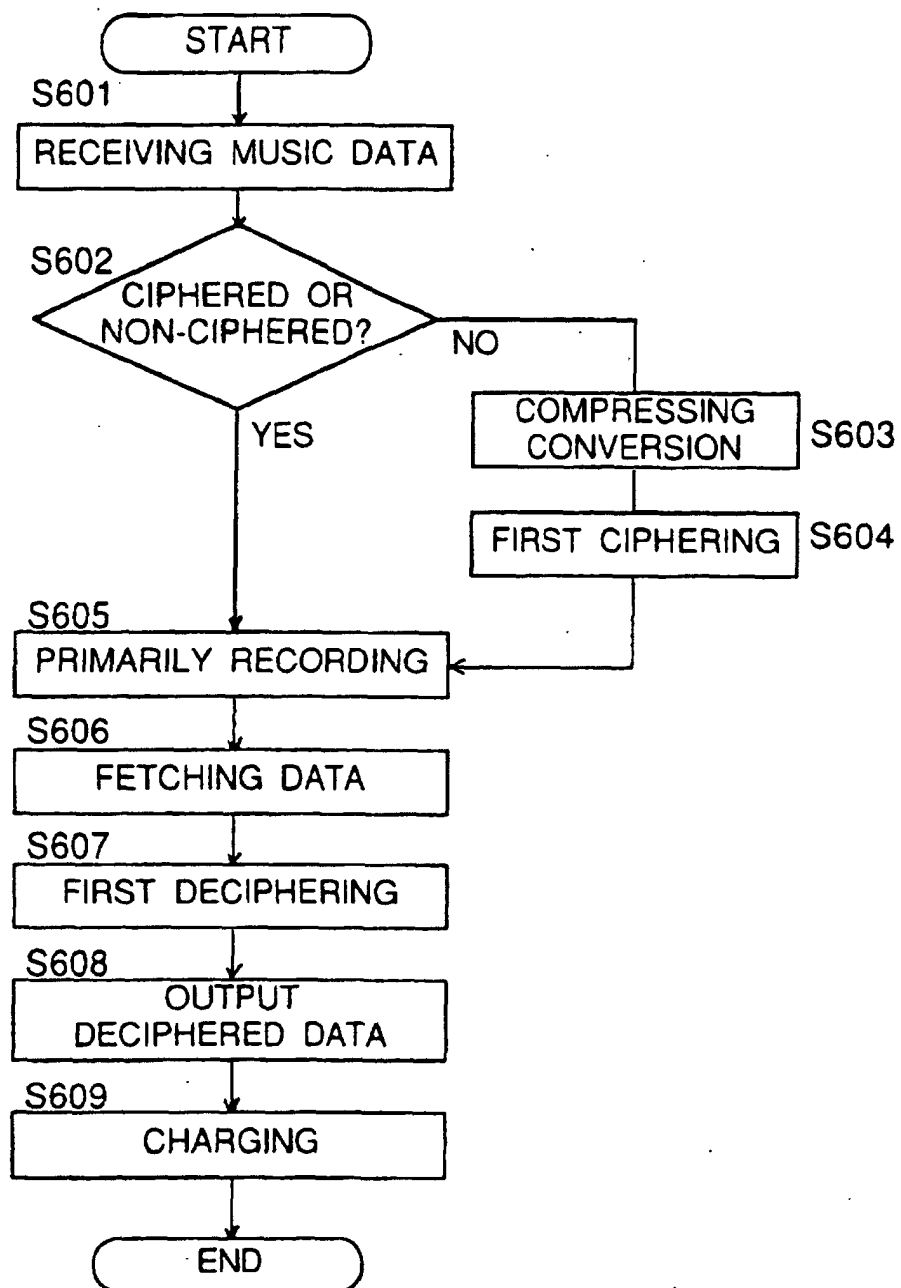 START
S601
RECEIVING MUSIC DATA
S602
CIPHERED OR
NON-CIPHERED?
NO
YES
COMPRESSING
CONVERSION
S603
FIRST CIPHERING
S604
S605
PRIMARILY RECORDING
S606
FETCHING DATA
S607
FIRST DECIPHERING
S608
OUTPUT
DECIPHERED DATA
S609
CHARGING
END